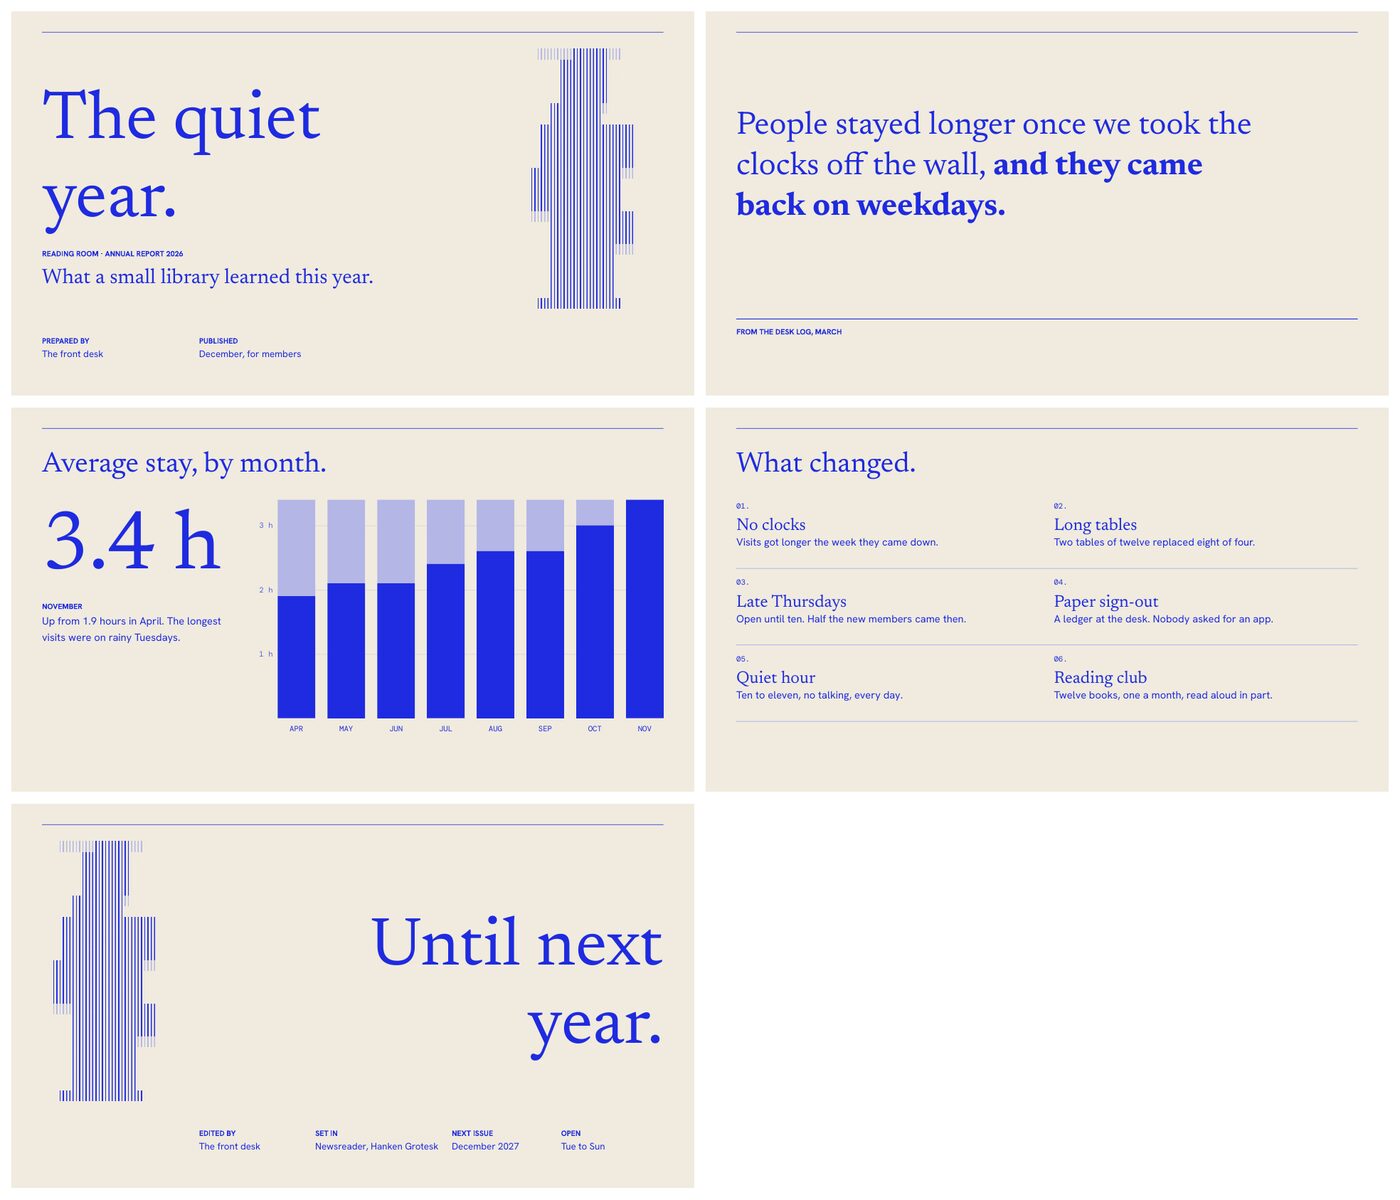 The quiet
year.
READING ROOM · ANNUAL REPORT 2026
What a small library learned this year.
PREPARED BY
The front desk
PUBLISHED
December, for members
People stayed longer once we took the
clocks off the wall, and they came
back on weekdays.
FROM THE DESK LOG, MARCH
Average stay, by month.
3.4 h
NOVEMBER
Up from 1.9 hours in April. The longest
visits were on rainy Tuesdays.
3 h
2 h
1 h
APR MAY JUN JUL AUG SEP OCT NOV
What changed.
01.
No clocks
Visits got longer the week they came down.
02.
Long tables
Two tables of twelve replaced eight of four.
03.
Late Thursdays
Open until ten. Half the new members came then.
04.
Paper sign-out
A ledger at the desk. Nobody asked for an app.
05.
Quiet hour
Ten to eleven, no talking, every day.
06.
Reading club
Twelve books, one a month, read aloud in part.
Until next
year.
EDITED BY
The front desk
SET IN
Newsreader, Hanken Grotesk
NEXT ISSUE
December 2027
OPEN
Tue to Sun